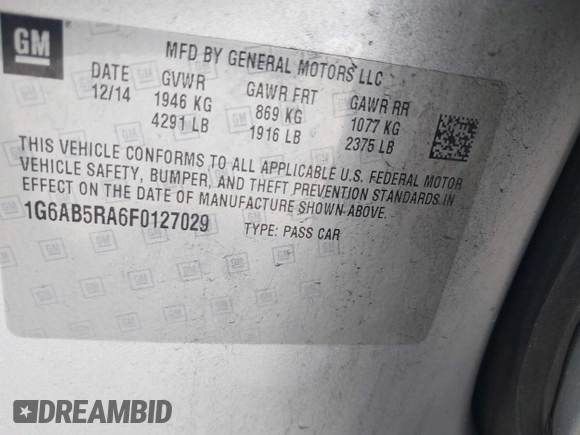 GM
MFD BY GENERAL MOTORS LLC
DATE GVWR GAWR FRT GAWR RR
12/14 1946 KG 869 KG 1077 KG
4291 LB 1916 LB 2375 LB
THIS VEHICLE CONFORMS TO ALL APPLICABLE U.S. FEDERAL MOTOR
VEHICLE SAFETY, BUMPER, AND THEFT PREVENTION STANDARDS IN
EFFECT ON THE DATE OF MANUFACTURE SHOWN ABOVE.
1G6AB5RA6F0127029 TYPE: PASS CAR
DREAMBID